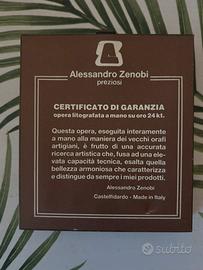 Alessandro Zenobi
preziosi
CERTIFICATO DI GARANZIA
opera litografata a mano su oro 24 kt.
Questa opera, eseguita interamente
a mano alla maniera dei vecchi orafi
artigiani, è frutto di una accurata
ricerca artistica che, fusa ad una ele-
vata capacità tecnica, esalta quella
bellezza armoniosa che caratterizza
e distingue da sempre i miei prodotti.
Alessandro Zenobi
Castelfidardo - Made in Italy
subito